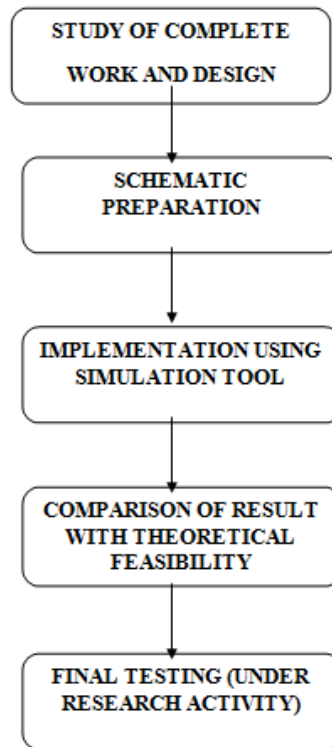 STUDY OF COMPLETE
WORK AND DESIGN
SCHEMATIC
PREPARATION
IMPLEMENTATION USING
SIMULATION TOOL
COMPARISON OF RESULT
WITH THEORETICAL
FEASIBILITY
FINAL TESTING (UNDER
RESEARCH ACTIVITY)